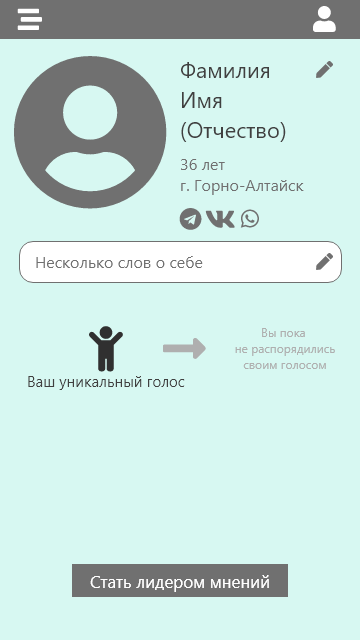 Фамилия
Имя
(Отчество)
36 лет
г. Горно-Алтайск
Несколько слов о себе
Вы пока
не распорядились
своим голосом
Ваш уникальный голос
Стать лидером мнений